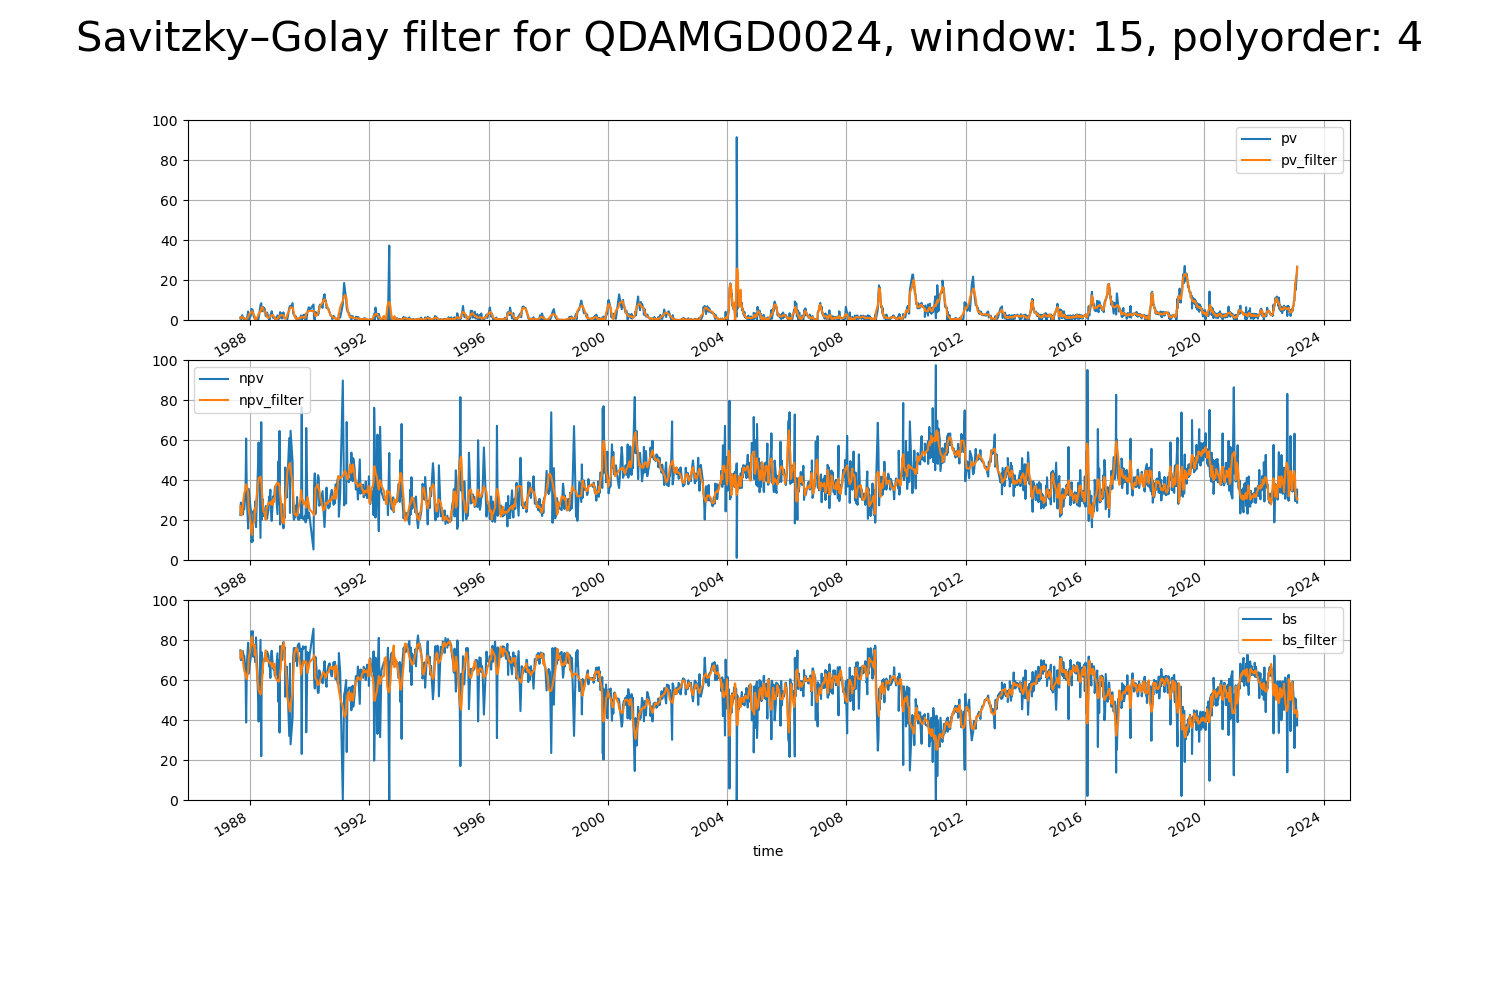 Savitzky–Golay filter for QDAMGD0024, window: 15, polyorder: 4
100
80
60
40
20
0
pv
pv_filter
1988 1992 1996 2000 2004 2008 2012 2016 2020 2024
100
80
60
40
20
0
npv
npv_filter
1988 1992 1996 2000 2004 2008 2012 2016 2020 2024
100
80
60
40
20
0
bs
bs_filter
1988 1992 1996 2000 2004 2008 2012 2016 2020 2024
time